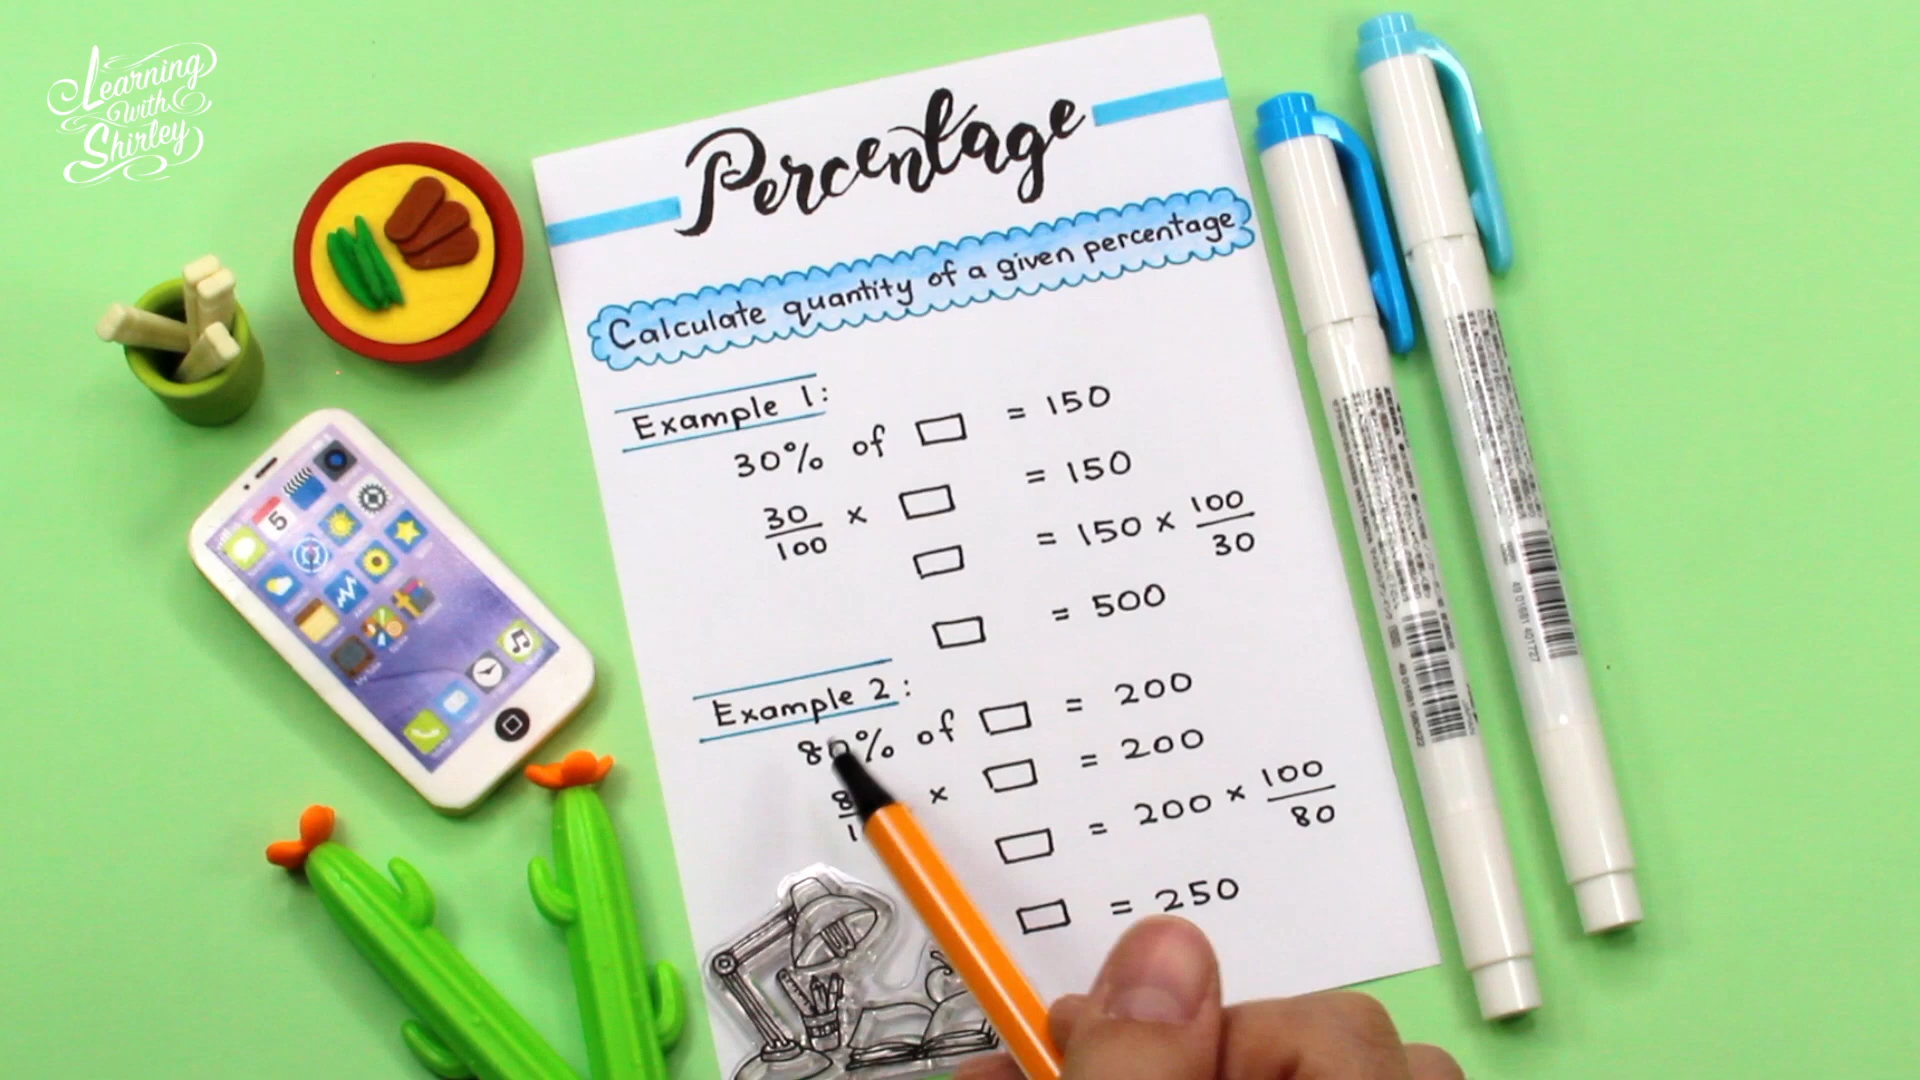 Learning
With
Shirley
Percentage
Calculate quantity of a given percentage
Example 1:
30% of ▭ = 150
30/100 × ▭ = 150
▭ = 150 × 100/30
▭ = 500
Example 2:
80% of ▭ = 200
× ▭ = 200
▭ = 200 × 100/80
▭ = 250
5